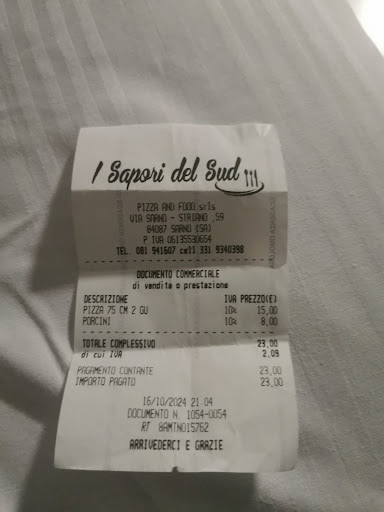 I Sapori del Sud
PIZZA AND FOOD srls
VIA SARNO - STRIANO ,59
84087 SARNO (SA)
P IVA 06135530654
TEL. 081 941607 cell 331 9340398
DOCUMENTO COMMERCIALE
di vendita o prestazione
DESCRIZIONE IVA PREZZO(E)
PIZZA 75 CM 2 GU 10% 15,00
PORCINI 10% 8,00
TOTALE COMPLESSIVO 23,00
di cui IVA 2,09
PAGAMENTO CONTANTE 23,00
IMPORTO PAGATO 23,00
16/10/2024 21:04
DOCUMENTO N. 1054-0054
RT 8AMTN015762
ARRIVEDERCI E GRAZIE